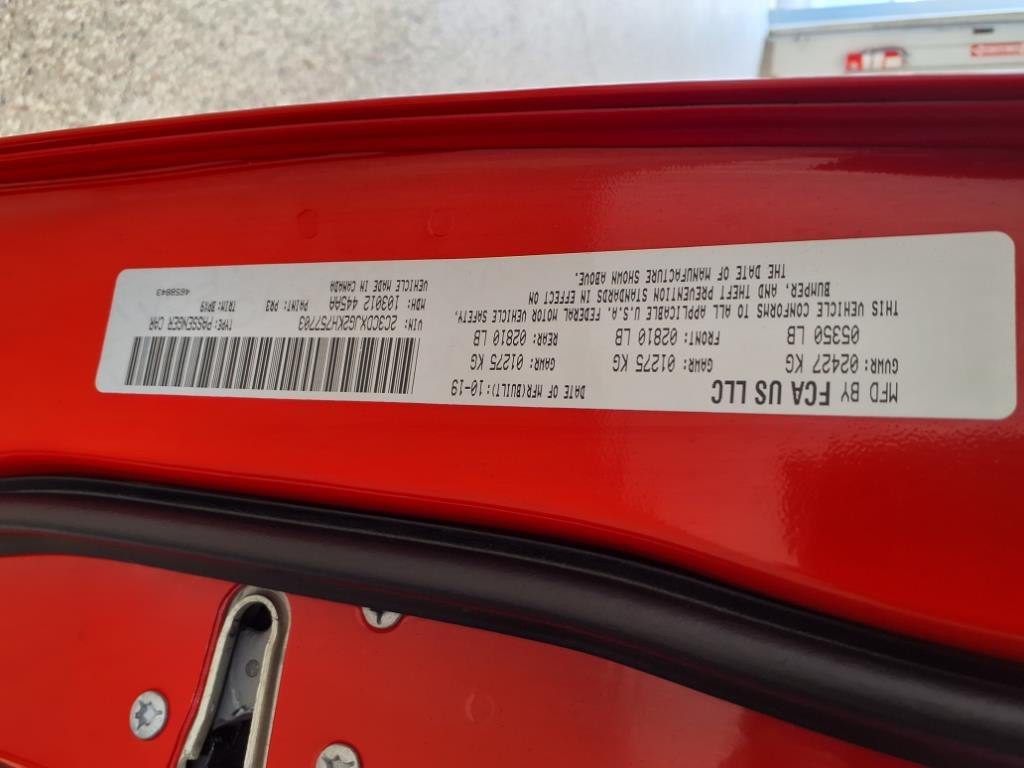 MFD BY FCA US LLC
DATE OF MFR(BUILT):10-19
GVWR: 02427 KG
05350 LB
GAWR: 01275 KG
FRONT: 02810 LB
GAWR: 01275 KG
REAR: 02810 LB
THIS VEHICLE CONFORMS TO ALL APPLICABLE U.S.A. FEDERAL MOTOR VEHICLE SAFETY,
BUMPER, AND THEFT PREVENTION STANDARDS IN EFFECT ON
THE DATE OF MANUFACTURE SHOWN ABOVE.
VIN: 2C3CDXJG2KH757703
TYPE: PASSENGER CAR
MDH: 103012 445AA
PAINT: PR3
TRIM: BPX9
VEHICLE MADE IN CANADA
4658843